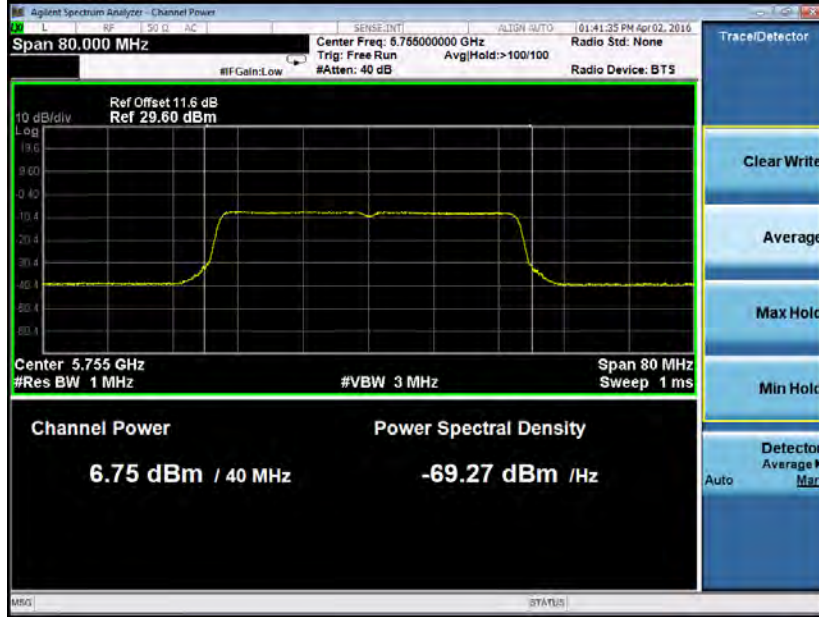 Agilent Spectrum Analyzer - Channel Power
L RF 50 Ω AC SENSE:INT ALIGN AUTO 01:41:35 PM Apr 02, 2016
Span 80.000 MHz
Center Freq: 5.755000000 GHz
Radio Std: None
Trig: Free Run Avg|Hold:>100/100
#IFGain:Low
#Atten: 40 dB
Radio Device: BTS
Ref Offset 11.6 dB
10 dB/div Ref 29.60 dBm
Log
19.6
9.60
-0.40
-10.4
-20.4
-30.4
-40.4
-50.4
-60.4
Center 5.755 GHz Span 80 MHz
#Res BW 1 MHz #VBW 3 MHz Sweep 1 ms
Channel Power Power Spectral Density
6.75 dBm / 40 MHz -69.27 dBm /Hz
MSG STATUS
Trace/Detector
Clear Write
Average
Max Hold
Min Hold
Detector
Average
Auto Man